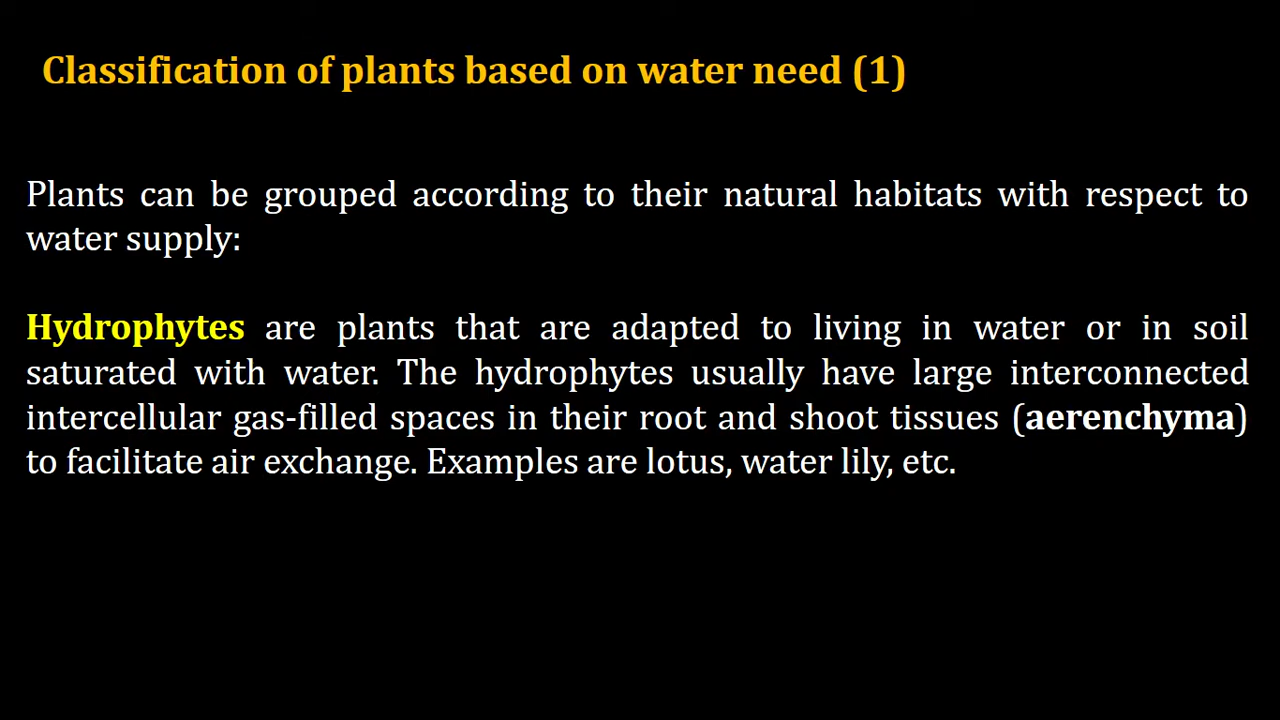 Classification of plants based on water need (1)
Plants can be grouped according to their natural habitats with respect to
water supply:
Hydrophytes are plants that are adapted to living in water or in soil
saturated with water. The hydrophytes usually have large interconnected
intercellular gas-filled spaces in their root and shoot tissues (aerenchyma)
to facilitate air exchange. Examples are lotus, water lily, etc.